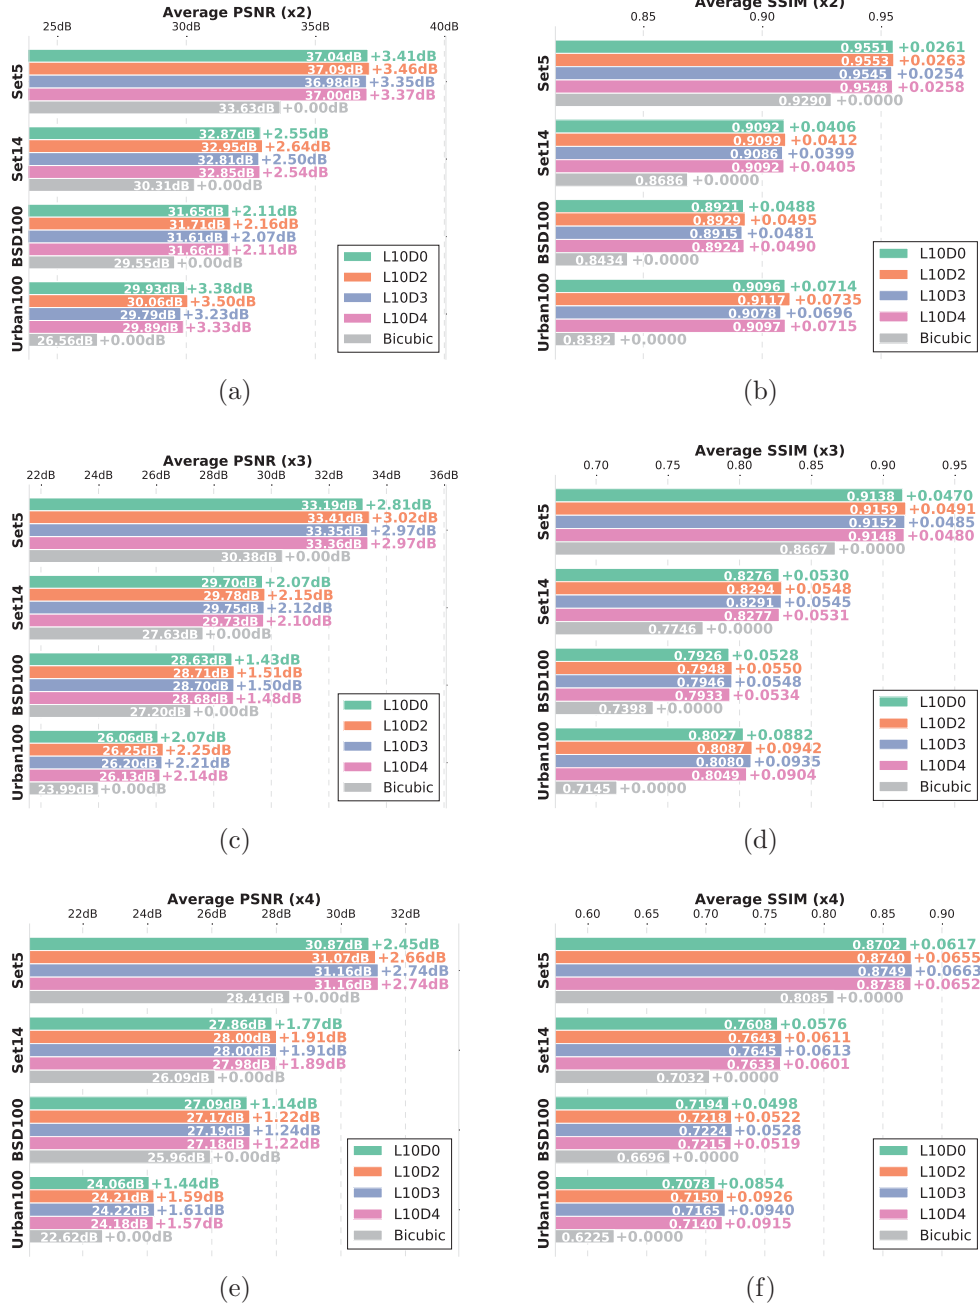 Average PSNR (x2)
25dB 30dB 35dB 40dB
Set5
37.04dB +3.41dB
37.09dB +3.46dB
36.98dB +3.35dB
37.00dB +3.37dB
33.63dB +0.00dB
Set14
32.87dB +2.55dB
32.95dB +2.64dB
32.81dB +2.50dB
32.85dB +2.54dB
30.31dB +0.00dB
BSD100
31.65dB +2.11dB
31.71dB +2.16dB
31.61dB +2.07dB
31.66dB +2.11dB
29.55dB +0.00dB
Urban100
29.93dB +3.38dB
30.06dB +3.50dB
29.79dB +3.23dB
29.89dB +3.33dB
26.56dB +0.00dB
L10D0
L10D2
L10D3
L10D4
Bicubic
(a)
Average SSIM (x2)
0.85 0.90 0.95
Set5
0.9551 +0.0261
0.9553 +0.0263
0.9545 +0.0254
0.9548 +0.0258
0.9290 +0.0000
Set14
0.9092 +0.0406
0.9099 +0.0412
0.9086 +0.0399
0.9092 +0.0405
0.8686 +0.0000
BSD100
0.8921 +0.0488
0.8929 +0.0495
0.8915 +0.0481
0.8924 +0.0490
0.8434 +0.0000
Urban100
0.9096 +0.0714
0.9117 +0.0735
0.9078 +0.0696
0.9097 +0.0715
0.8382 +0.0000
L10D0
L10D2
L10D3
L10D4
Bicubic
(b)
Average PSNR (x3)
22dB 24dB 26dB 28dB 30dB 32dB 34dB 36dB
Set5
33.19dB +2.81dB
33.41dB +3.02dB
33.35dB +2.97dB
33.36dB +2.97dB
30.38dB +0.00dB
Set14
29.70dB +2.07dB
29.78dB +2.15dB
29.75dB +2.12dB
29.73dB +2.10dB
27.63dB +0.00dB
BSD100
28.63dB +1.43dB
28.71dB +1.51dB
28.70dB +1.50dB
28.68dB +1.48dB
27.20dB +0.00dB
Urban100
26.06dB +2.07dB
26.25dB +2.25dB
26.20dB +2.21dB
26.13dB +2.14dB
23.99dB +0.00dB
L10D0
L10D2
L10D3
L10D4
Bicubic
(c)
Average SSIM (x3)
0.70 0.75 0.80 0.85 0.90 0.95
Set5
0.9138 +0.0470
0.9159 +0.0491
0.9152 +0.0485
0.9148 +0.0480
0.8667 +0.0000
Set14
0.8276 +0.0530
0.8294 +0.0548
0.8291 +0.0545
0.8277 +0.0531
0.7746 +0.0000
BSD100
0.7926 +0.0528
0.7948 +0.0550
0.7946 +0.0548
0.7933 +0.0534
0.7398 +0.0000
Urban100
0.8027 +0.0882
0.8087 +0.0942
0.8080 +0.0935
0.8049 +0.0904
0.7145 +0.0000
L10D0
L10D2
L10D3
L10D4
Bicubic
(d)
Average PSNR (x4)
22dB 24dB 26dB 28dB 30dB 32dB
Set5
30.87dB +2.45dB
31.07dB +2.66dB
31.16dB +2.74dB
31.16dB +2.74dB
28.41dB +0.00dB
Set14
27.86dB +1.77dB
28.00dB +1.91dB
28.00dB +1.91dB
27.98dB +1.89dB
26.09dB +0.00dB
BSD100
27.09dB +1.14dB
27.17dB +1.22dB
27.19dB +1.24dB
27.18dB +1.22dB
25.96dB +0.00dB
Urban100
24.06dB +1.44dB
24.21dB +1.59dB
24.22dB +1.61dB
24.18dB +1.57dB
22.62dB +0.00dB
L10D0
L10D2
L10D3
L10D4
Bicubic
(e)
Average SSIM (x4)
0.60 0.65 0.70 0.75 0.80 0.85 0.90
Set5
0.8702 +0.0617
0.8740 +0.0655
0.8749 +0.0663
0.8738 +0.0652
0.8085 +0.0000
Set14
0.7608 +0.0576
0.7643 +0.0611
0.7645 +0.0613
0.7633 +0.0601
0.7032 +0.0000
BSD100
0.7194 +0.0498
0.7218 +0.0522
0.7224 +0.0528
0.7215 +0.0519
0.6696 +0.0000
Urban100
0.7078 +0.0854
0.7150 +0.0926
0.7165 +0.0940
0.7140 +0.0915
0.6225 +0.0000
L10D0
L10D2
L10D3
L10D4
Bicubic
(f)